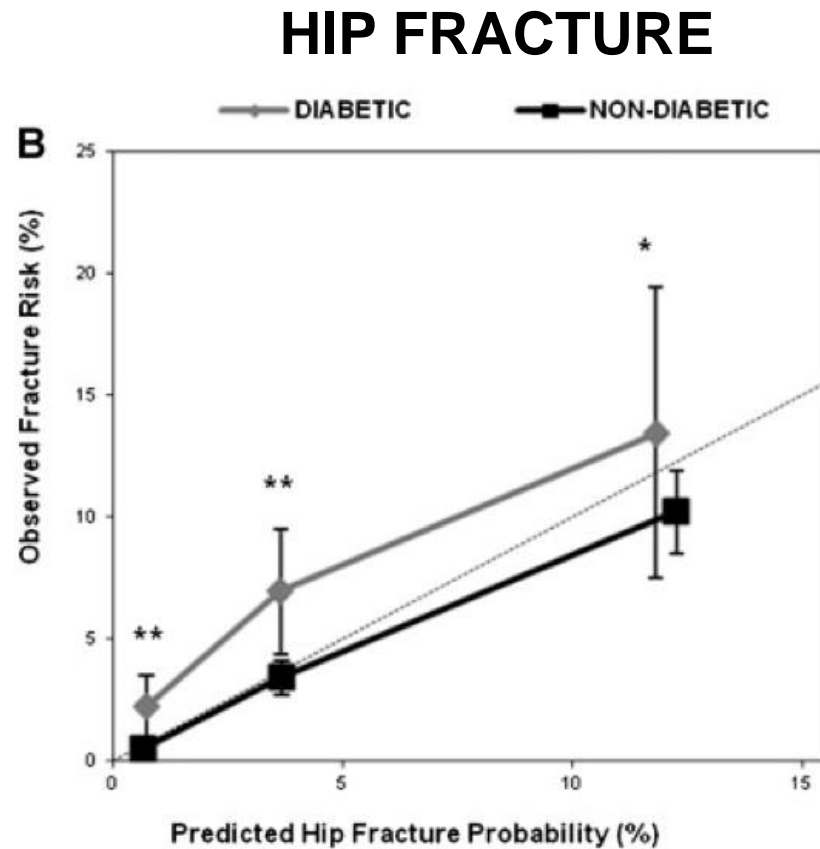 HIP FRACTURE
DIABETIC NON-DIABETIC
B
25
20
15
10
5
0
Observed Fracture Risk (%)
**
**
*
0 5 10 15
Predicted Hip Fracture Probability (%)